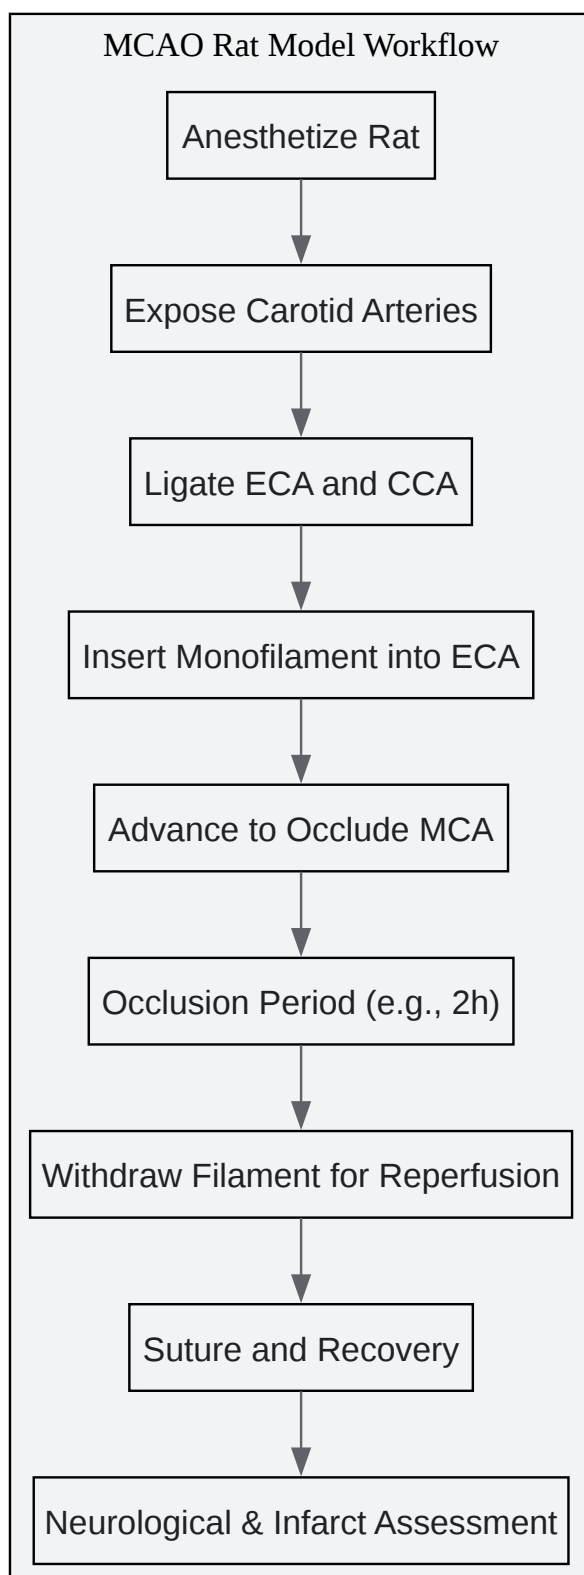 MCAO Rat Model Workflow
Anesthetize Rat
Expose Carotid Arteries
Ligate ECA and CCA
Insert Monofilament into ECA
Advance to Occlude MCA
Occlusion Period (e.g., 2h)
Withdraw Filament for Reperfusion
Suture and Recovery
Neurological & Infarct Assessment